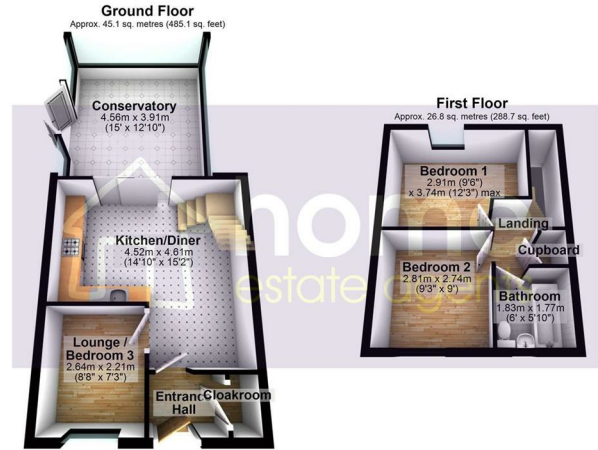 Ground Floor
Approx. 45.1 sq. metres (485.1 sq. feet)
Conservatory
4.56m x 3.91m
(15' x 12'10")
Kitchen/Diner
4.52m x 4.61m
(14'10" x 15'2")
Lounge /
Bedroom 3
2.64m x 2.21m
(8'8" x 7'3")
Entrance
Hall
Cloakroom
First Floor
Approx. 26.8 sq. metres (288.7 sq. feet)
Bedroom 1
2.91m (9'6")
x 3.74m (12'3") max
Landing
Cupboard
Bedroom 2
2.81m x 2.74m
(9'3" x 9')
Bathroom
1.83m x 1.77m
(6' x 5'10")
home
estate agents